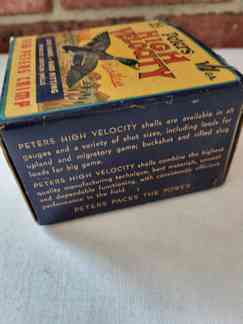 Peters
HIGH
VELOCITY
PETERS HIGH VELOCITY shells are available in all
gauges and a variety of shot sizes, including loads for
upland and migratory game; buckshot and rifled slug
loads for big game.
PETERS HIGH VELOCITY shells combine the highest
quality manufacturing technique, best materials, utmost
and dependable functioning, with consistently efficient
performance in the field.
PETERS PACES THE POWER
CRIMP